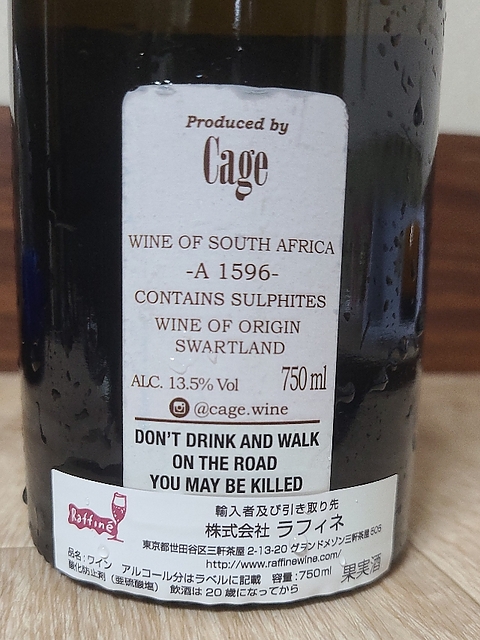 Produced by
Cage
WINE OF SOUTH AFRICA
-A 1596-
CONTAINS SULPHITES
WINE OF ORIGIN
SWARTLAND
ALC. 13.5% Vol 750 ml
@cage.wine
DON'T DRINK AND WALK
ON THE ROAD
YOU MAY BE KILLED
Raffiné
輸入者及び引き取り先
株式会社 ラフィネ
東京都世田谷区三軒茶屋 2-13-20 グランドメゾン三軒茶屋 505
http://www.raffinewine.com/
品名:ワイン アルコール分はラベルに記載 容量:750ml 果実酒
酸化防止剤(亜硫酸塩) 飲酒は20歳になってから